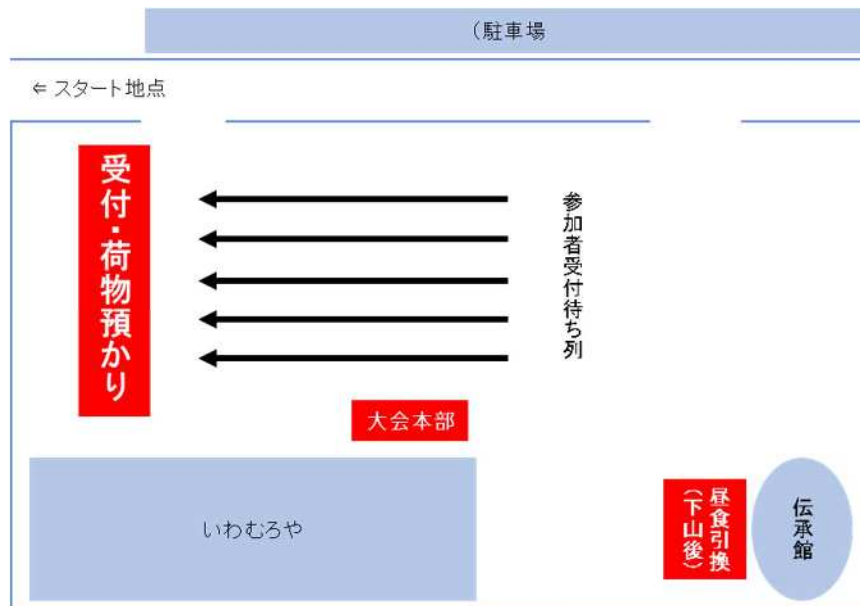 （駐車場
⇐ スタート地点
受付・荷物預かり
参加者受付待ち列
大会本部
いわむろや
昼食引換
（下山後）
伝承館